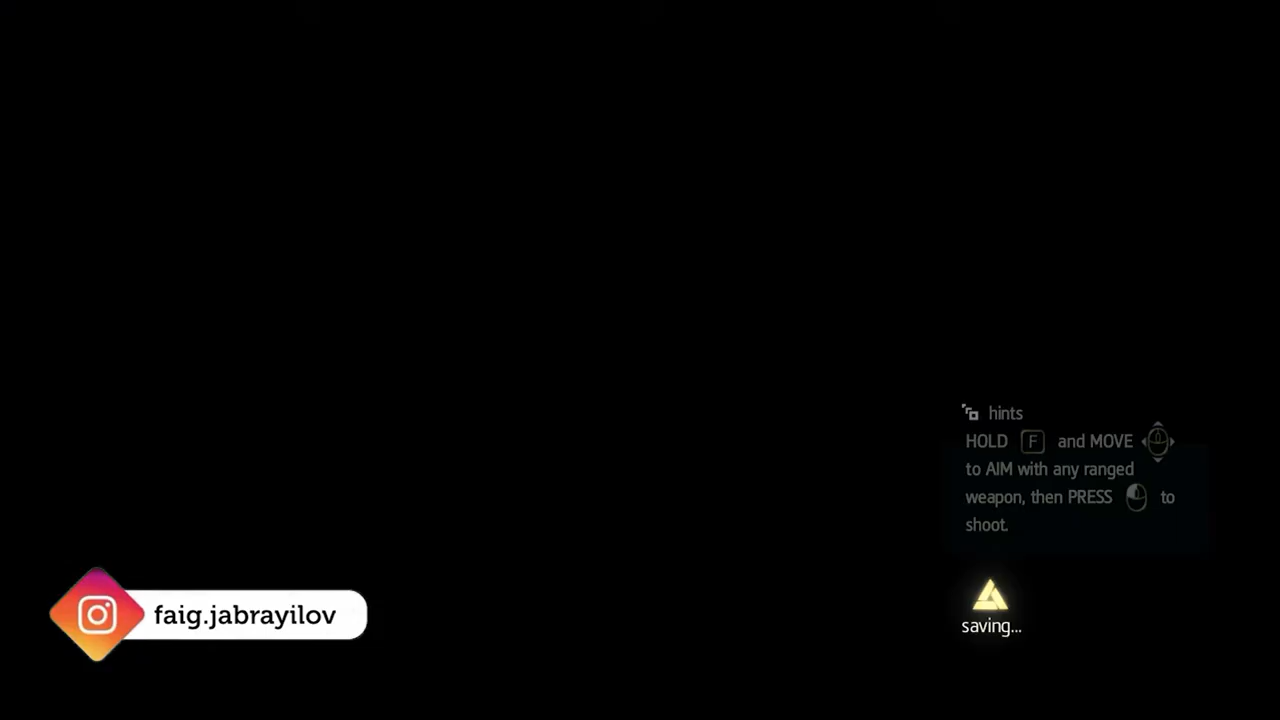 hints
HOLD F and MOVE
to AIM with any ranged
weapon, then PRESS to
shoot.
saving...
faig.jabrayilov